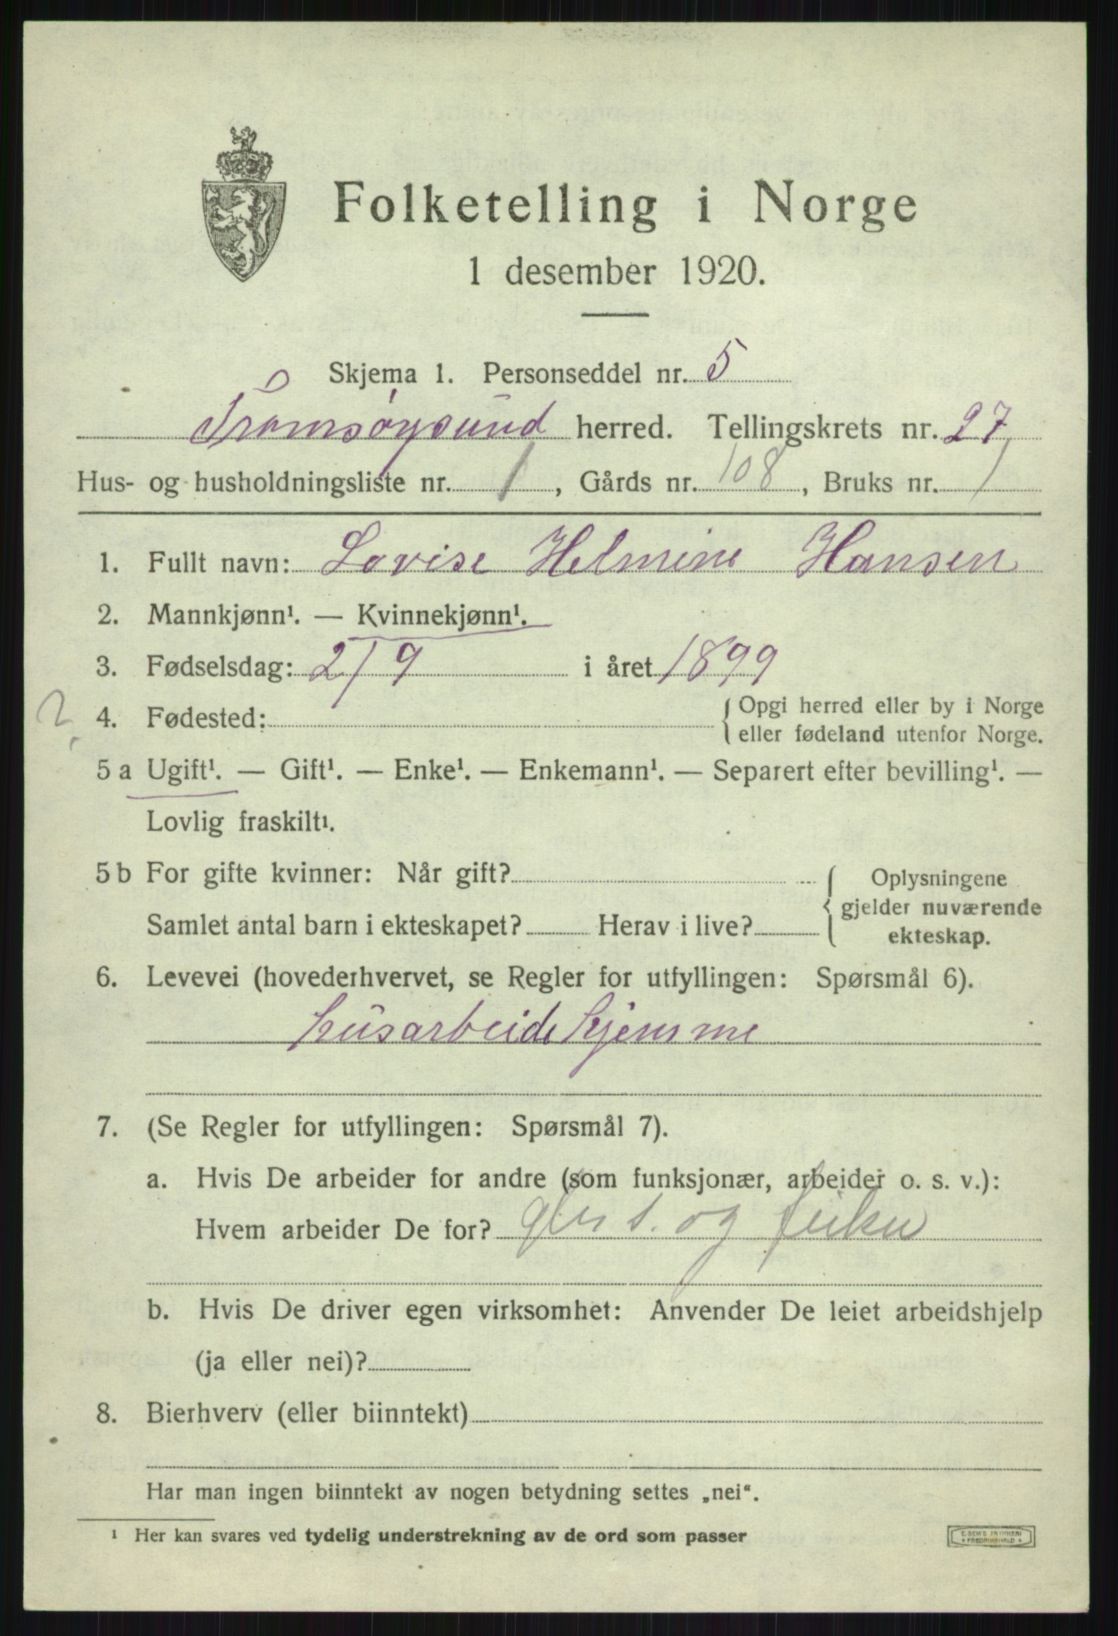 Folketelling i Norge
1 desember 1920.
Skjema 1. Personseddel nr. 5
Tromsøysund herred. Tellingskrets nr. 27
Hus- og husholdningsliste nr. 1, Gårds nr. 108, Bruks nr. 1
1. Fullt navn: Lovise Helmine Hansen
2. Mannkjønn¹. — Kvinnekjønn¹.
3. Fødselsdag: 2/9 i året 1899
? 4. Fødested: { Opgi herred eller by i Norge
eller fødeland utenfor Norge.
5 a Ugift¹. — Gift¹. — Enke¹. — Enkemann¹. — Separert efter bevilling¹. —
Lovlig fraskilt¹.
5 b For gifte kvinner: Når gift? { Oplysningene
gjelder nuværende
Samlet antal barn i ekteskapet? Herav i live?
ekteskap.
6. Levevei (hovederhvervet, se Regler for utfyllingen: Spørsmål 6).
husarbeide hjemme
7. (Se Regler for utfyllingen: Spørsmål 7).
a. Hvis De arbeider for andre (som funksjonær, arbeider o. s. v.):
Hvem arbeider De for? s. og
b. Hvis De driver egen virksomhet: Anvender De leiet arbeidshjelp
(ja eller nei)?
8. Bierhverv (eller biinntekt)
Har man ingen biinntekt av nogen betydning settes „nei“.
¹ Her kan svares ved tydelig understrekning av de ord som passer